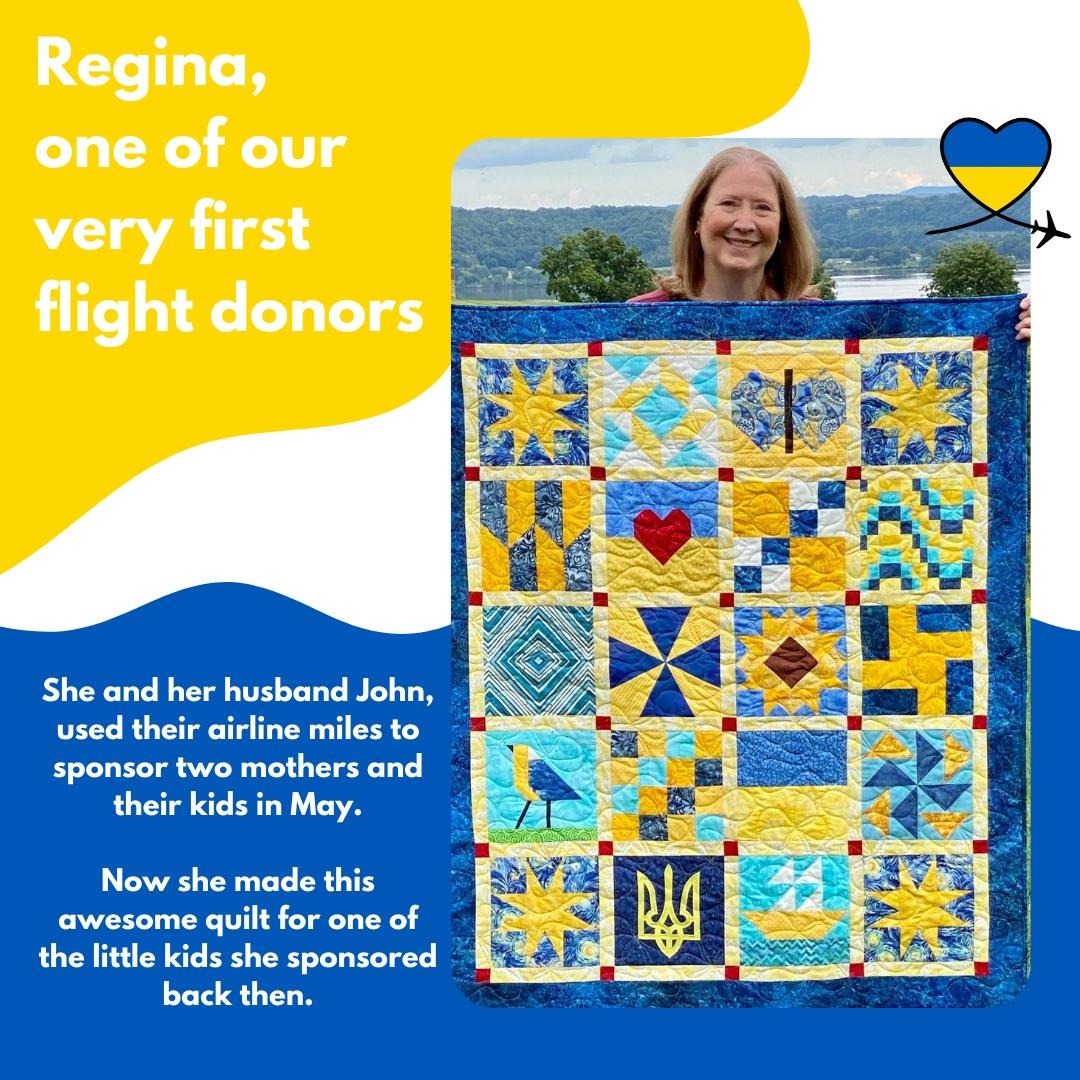 Regina,
one of our
very first
flight donors
She and her husband John,
used their airline miles to
sponsor two mothers and
their kids in May.
Now she made this
awesome quilt for one of
the little kids she sponsored
back then.